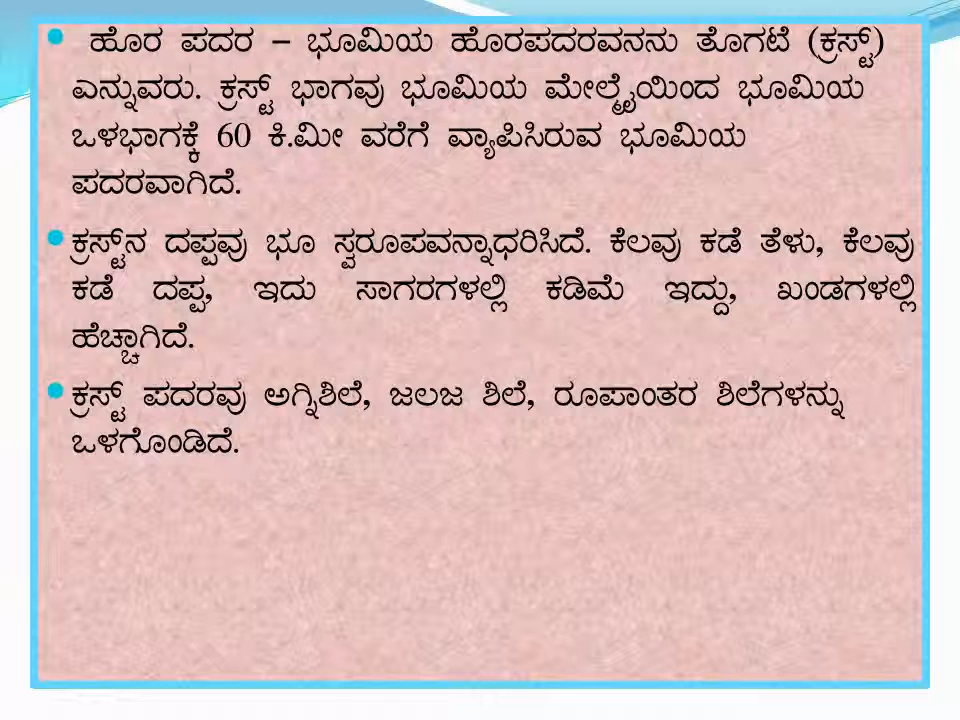 ಹೊರ ಪದರ – ಭೂಮಿಯ ಹೊರಪದರವನನು ತೊಗಟೆ (ಕ್ರಸ್ಟ್)
ಎನ್ನುವರು. ಕ್ರಸ್ಟ್ ಭಾಗವು ಭೂಮಿಯ ಮೇಲ್ಮೈಯಿಂದ ಭೂಮಿಯ
ಒಳಭಾಗಕ್ಕೆ 60 ಕಿ.ಮೀ ವರೆಗೆ ವ್ಯಾಪಿಸಿರುವ ಭೂಮಿಯ
ಪದರವಾಗಿದೆ.
ಕ್ರಸ್ಟ್‌ನ ದಪ್ಪವು ಭೂ ಸ್ವರೂಪವನ್ನಾಧರಿಸಿದೆ. ಕೆಲವು ಕಡೆ ತೆಳು, ಕೆಲವು
ಕಡೆ ದಪ್ಪ, ಇದು ಸಾಗರಗಳಲ್ಲಿ ಕಡಿಮೆ ಇದ್ದು, ಖಂಡಗಳಲ್ಲಿ
ಹೆಚ್ಚಾಗಿದೆ.
ಕ್ರಸ್ಟ್ ಪದರವು ಅಗ್ನಿಶಿಲೆ, ಜಲಜ ಶಿಲೆ, ರೂಪಾಂತರ ಶಿಲೆಗಳನ್ನು
ಒಳಗೊಂಡಿದೆ.